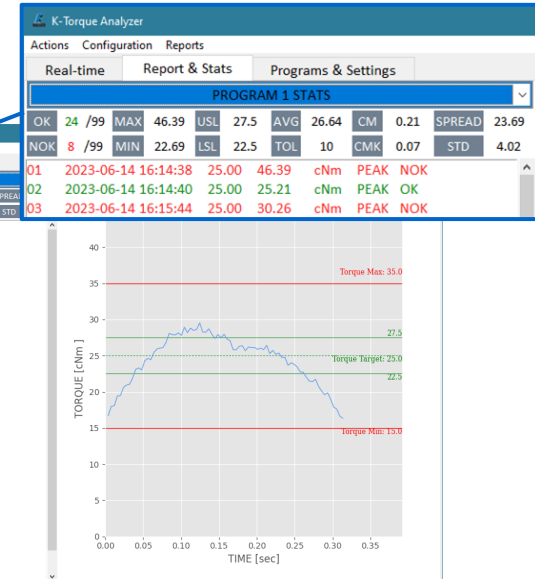 K-Torque Analyzer
Actions Configuration Reports
Real-time Report & Stats Programs & Settings
PROGRAM 1 STATS
OK 24 /99 MAX 46.39 USL 27.5 AVG 26.64 CM 0.21 SPREAD 23.69
NOK 8 /99 MIN 22.69 LSL 22.5 TOL 10 CMK 0.07 STD 4.02
01 2023-06-14 16:14:38 25.00 46.39 cNm PEAK NOK
02 2023-06-14 16:14:40 25.00 25.21 cNm PEAK OK
03 2023-06-14 16:15:44 25.00 30.26 cNm PEAK NOK
STD
40
Torque Max: 35.0
35
30
27.5
Torque Target: 25.0
25
22.5
20
15
Torque Min: 15.0
10
5
0
TORQUE [cNm ]
0.00 0.05 0.10 0.15 0.20 0.25 0.30 0.35
TIME [sec]